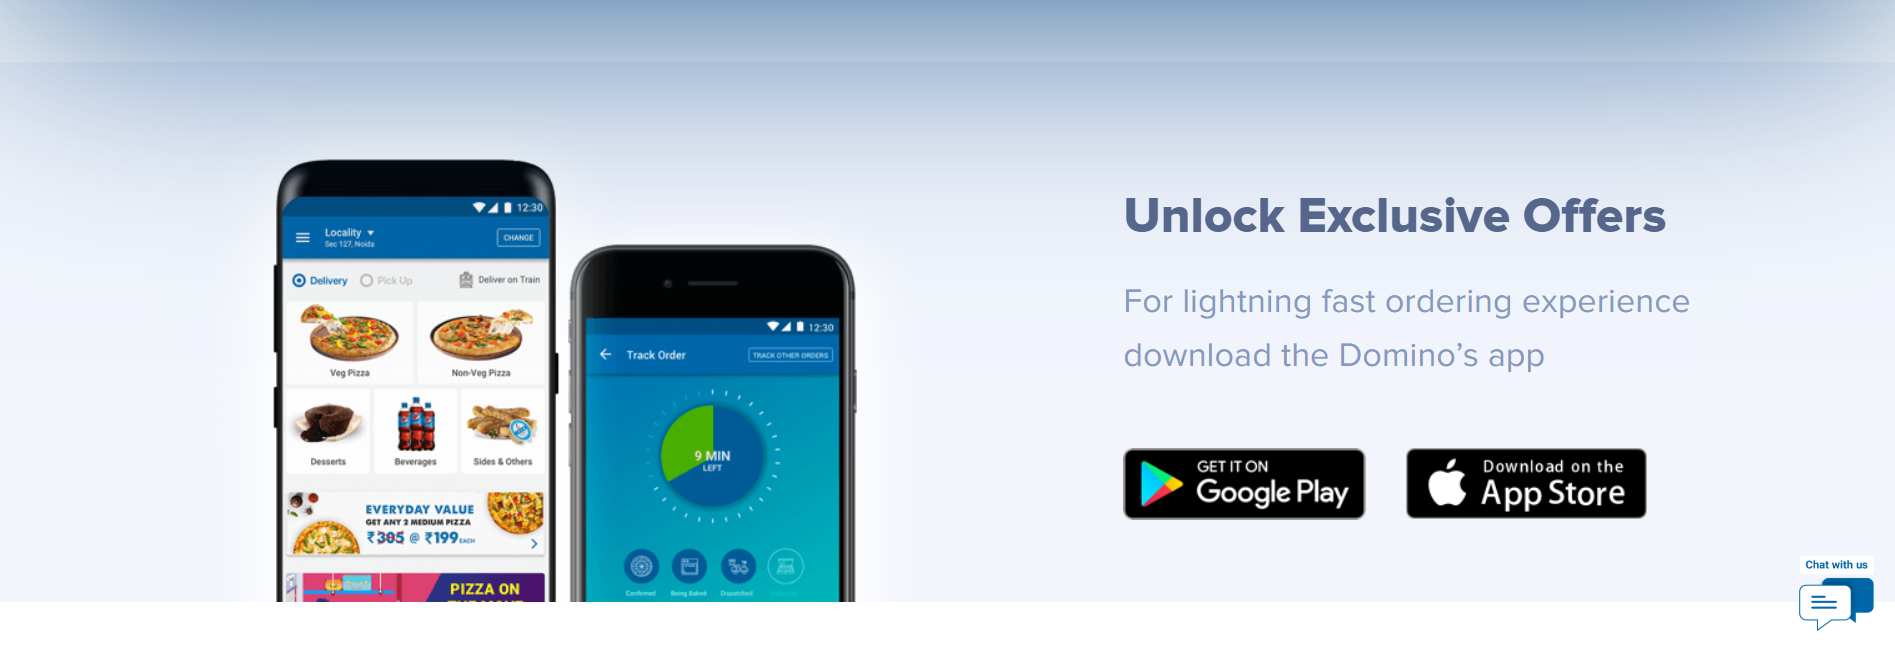 12:30
Locality
Sec 127, Noida
CHANGE
Delivery
Pick Up
Deliver on Train
Veg Pizza
Non-Veg Pizza
Desserts
Beverages
Sides & Others
EVERYDAY VALUE
GET ANY 2 MEDIUM PIZZA
₹305 @ ₹199 EACH
PIZZA ON
12:30
Track Order
TRACK OTHER ORDERS
9 MIN
LEFT
Confirmed
Being Baked
Dispatched
Unlock Exclusive Offers
For lightning fast ordering experience
download the Domino's app
GET IT ON
Google Play
Download on the
App Store
Chat with us